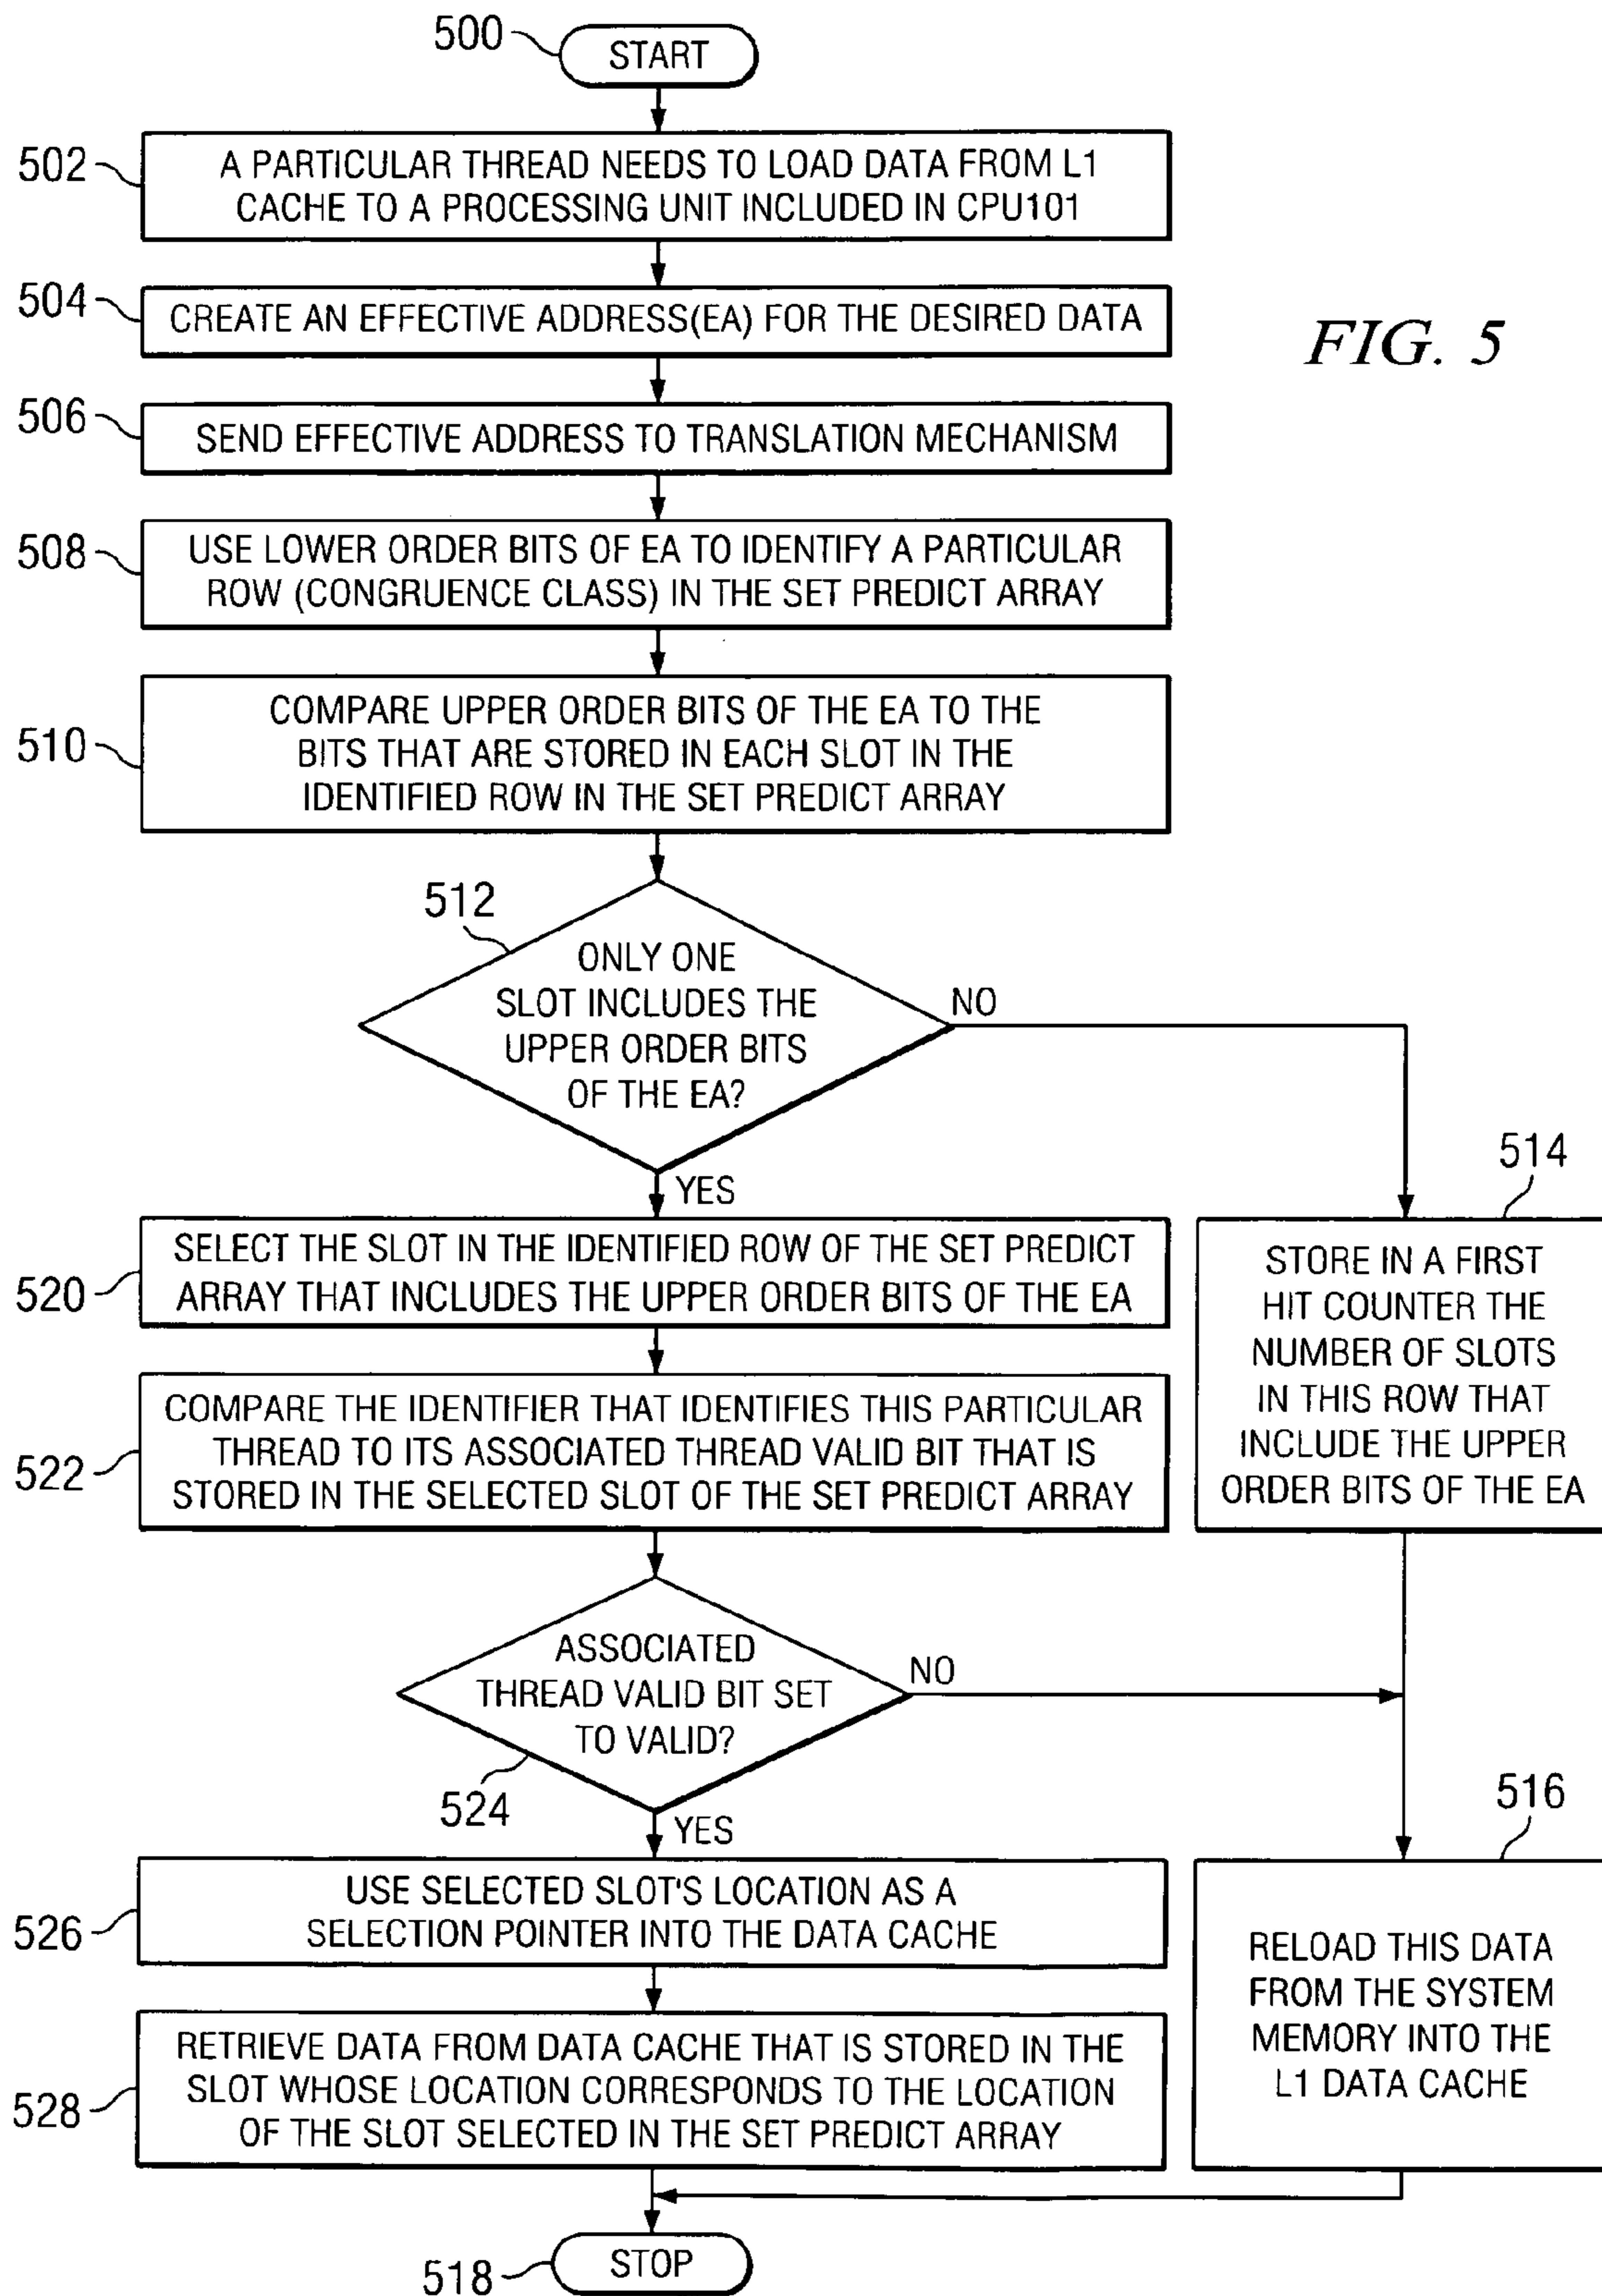 500
START
502
A PARTICULAR THREAD NEEDS TO LOAD DATA FROM L1
CACHE TO A PROCESSING UNIT INCLUDED IN CPU101
504
CREATE AN EFFECTIVE ADDRESS(EA) FOR THE DESIRED DATA
FIG. 5
506
SEND EFFECTIVE ADDRESS TO TRANSLATION MECHANISM
508
USE LOWER ORDER BITS OF EA TO IDENTIFY A PARTICULAR
ROW (CONGRUENCE CLASS) IN THE SET PREDICT ARRAY
510
COMPARE UPPER ORDER BITS OF THE EA TO THE
BITS THAT ARE STORED IN EACH SLOT IN THE
IDENTIFIED ROW IN THE SET PREDICT ARRAY
512
ONLY ONE
SLOT INCLUDES THE
UPPER ORDER BITS
OF THE EA?
NO
YES
514
STORE IN A FIRST
HIT COUNTER THE
NUMBER OF SLOTS
IN THIS ROW THAT
INCLUDE THE UPPER
ORDER BITS OF THE EA
520
SELECT THE SLOT IN THE IDENTIFIED ROW OF THE SET PREDICT
ARRAY THAT INCLUDES THE UPPER ORDER BITS OF THE EA
522
COMPARE THE IDENTIFIER THAT IDENTIFIES THIS PARTICULAR
THREAD TO ITS ASSOCIATED THREAD VALID BIT THAT IS
STORED IN THE SELECTED SLOT OF THE SET PREDICT ARRAY
ASSOCIATED
THREAD VALID BIT SET
TO VALID?
NO
524
YES
516
RELOAD THIS DATA
FROM THE SYSTEM
MEMORY INTO THE
L1 DATA CACHE
526
USE SELECTED SLOT'S LOCATION AS A
SELECTION POINTER INTO THE DATA CACHE
528
RETRIEVE DATA FROM DATA CACHE THAT IS STORED IN THE
SLOT WHOSE LOCATION CORRESPONDS TO THE LOCATION
OF THE SLOT SELECTED IN THE SET PREDICT ARRAY
518
STOP